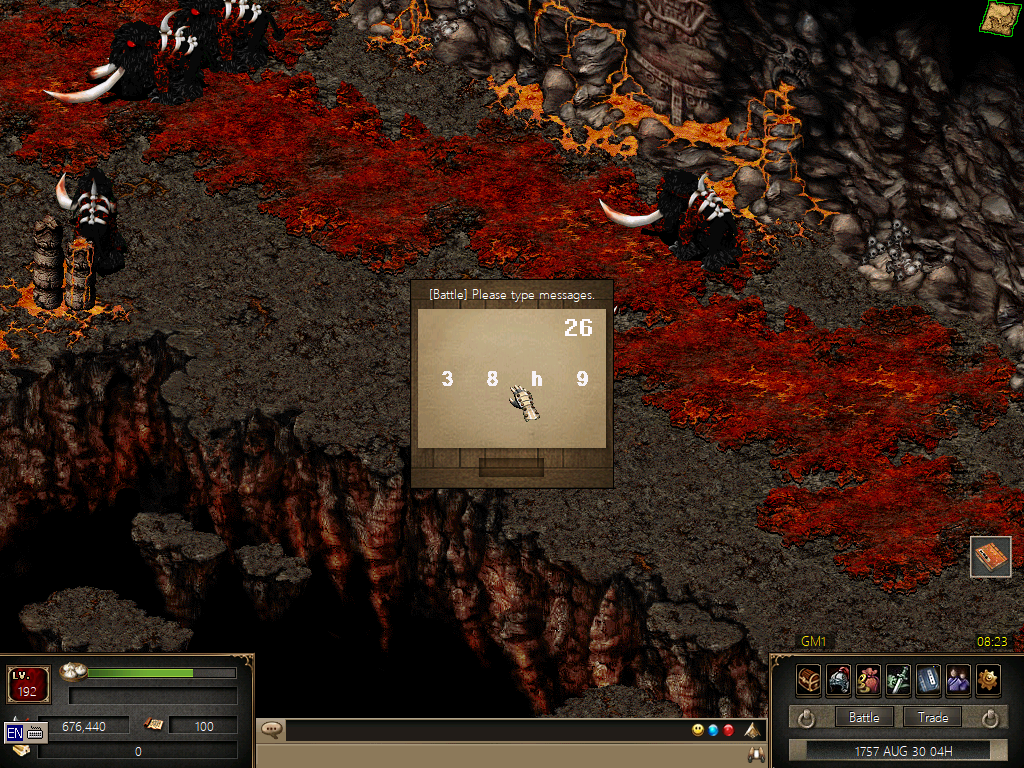 [Battle] Please type messages.
26
3 8 h 9
GM1
08:23
LV.
192
676,440
100
EN
0
Battle
Trade
1757 AUG 30 04H